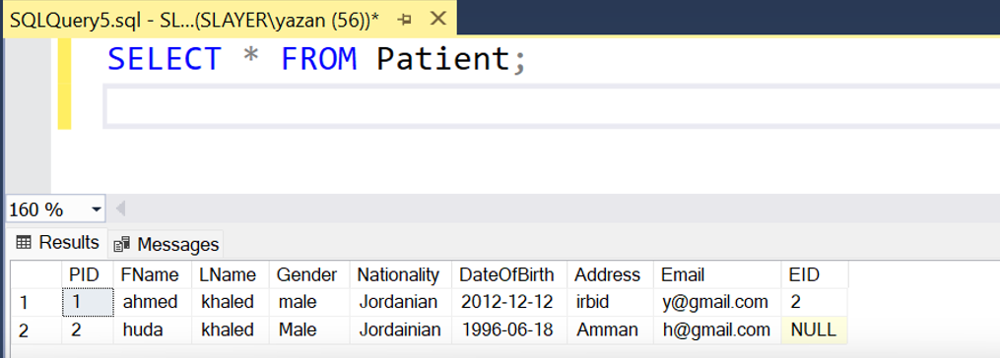 SQLQuery5.sql - SL...(SLAYER\yazan (56))*
SELECT * FROM Patient;
160 %
Results Messages
PID FName LName Gender Nationality DateOfBirth Address Email EID
1 1 ahmed khaled male Jordanian 2012-12-12 irbid y@gmail.com 2
2 2 huda khaled Male Jordainian 1996-06-18 Amman h@gmail.com NULL